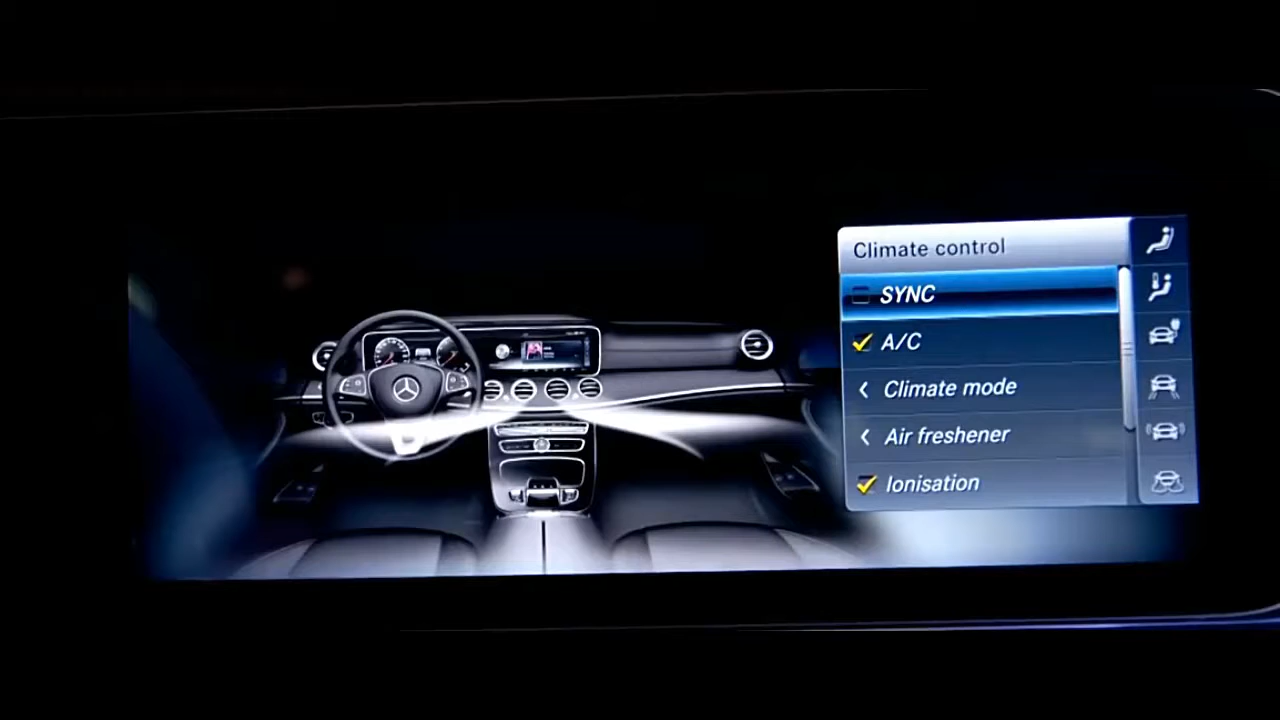 Climate control
SYNC
A/C
Climate mode
Air freshener
Ionisation